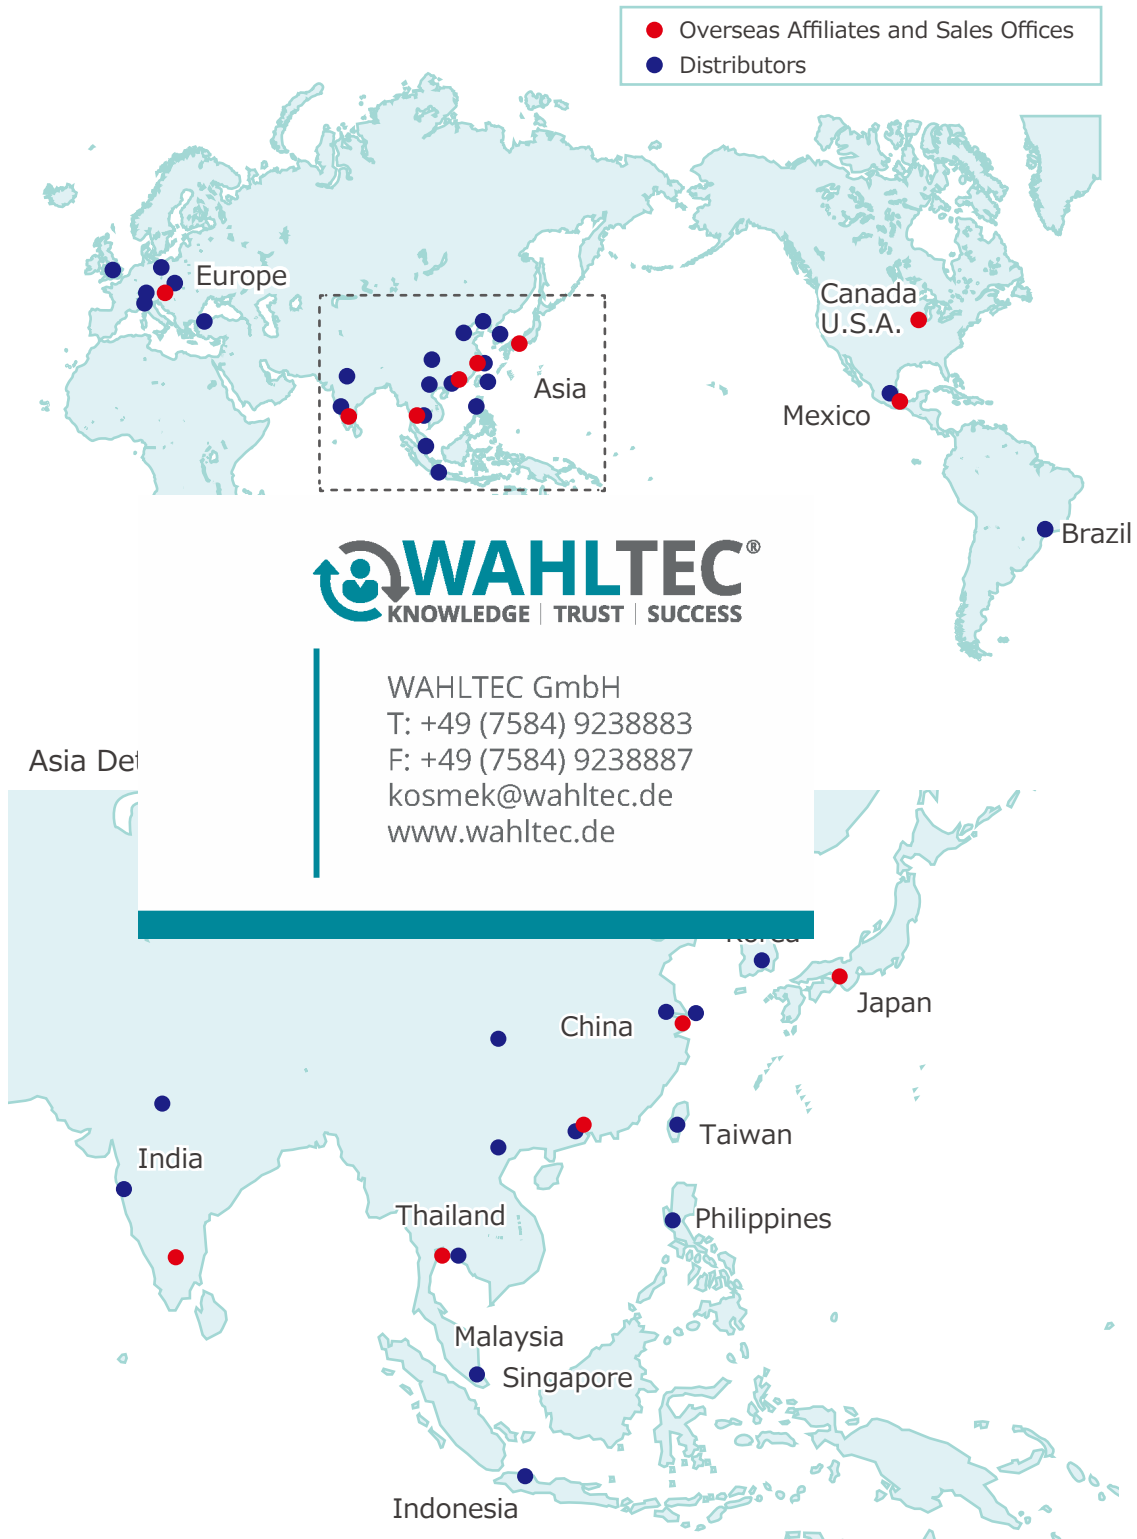 Overseas Affiliates and Sales Offices
Distributors
Europe
Asia
Canada
U.S.A.
Mexico
Brazil
WAHLTEC®
KNOWLEDGE | TRUST | SUCCESS
WAHLTEC GmbH
T: +49 (7584) 9238883
F: +49 (7584) 9238887
kosmek@wahltec.de
www.wahltec.de
Asia
Korea
Japan
China
Taiwan
India
Thailand
Philippines
Malaysia
Singapore
Indonesia